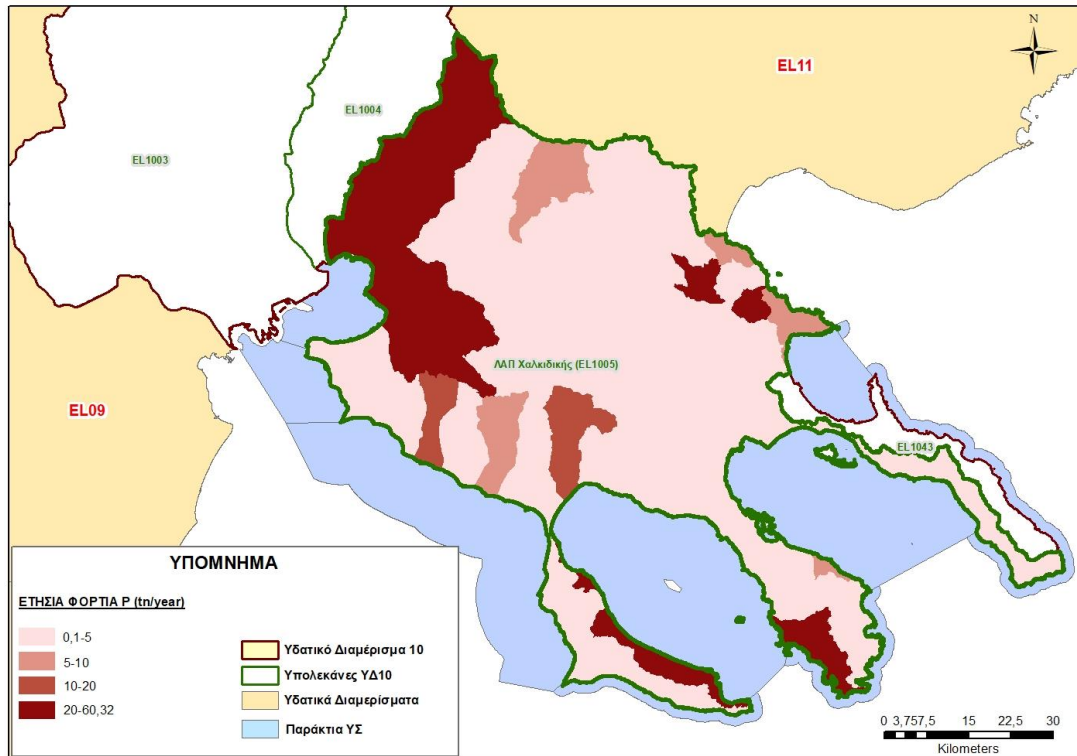 N
EL11
EL1004
EL1003
ΛΑΠ Χαλκιδικής (EL1005)
EL09
EL1043
ΥΠΟΜΝΗΜΑ
ΕΤΗΣΙΑ ΦΟΡΤΙΑ P (tn/year)
0,1-5
5-10
10-20
20-60,32
Υδατικό Διαμέρισμα 10
Υπολεκάνες ΥΔ10
Υδατικά Διαμερίσματα
Παράκτια ΥΣ
0 3,757,5 15 22,5 30
Kilometers